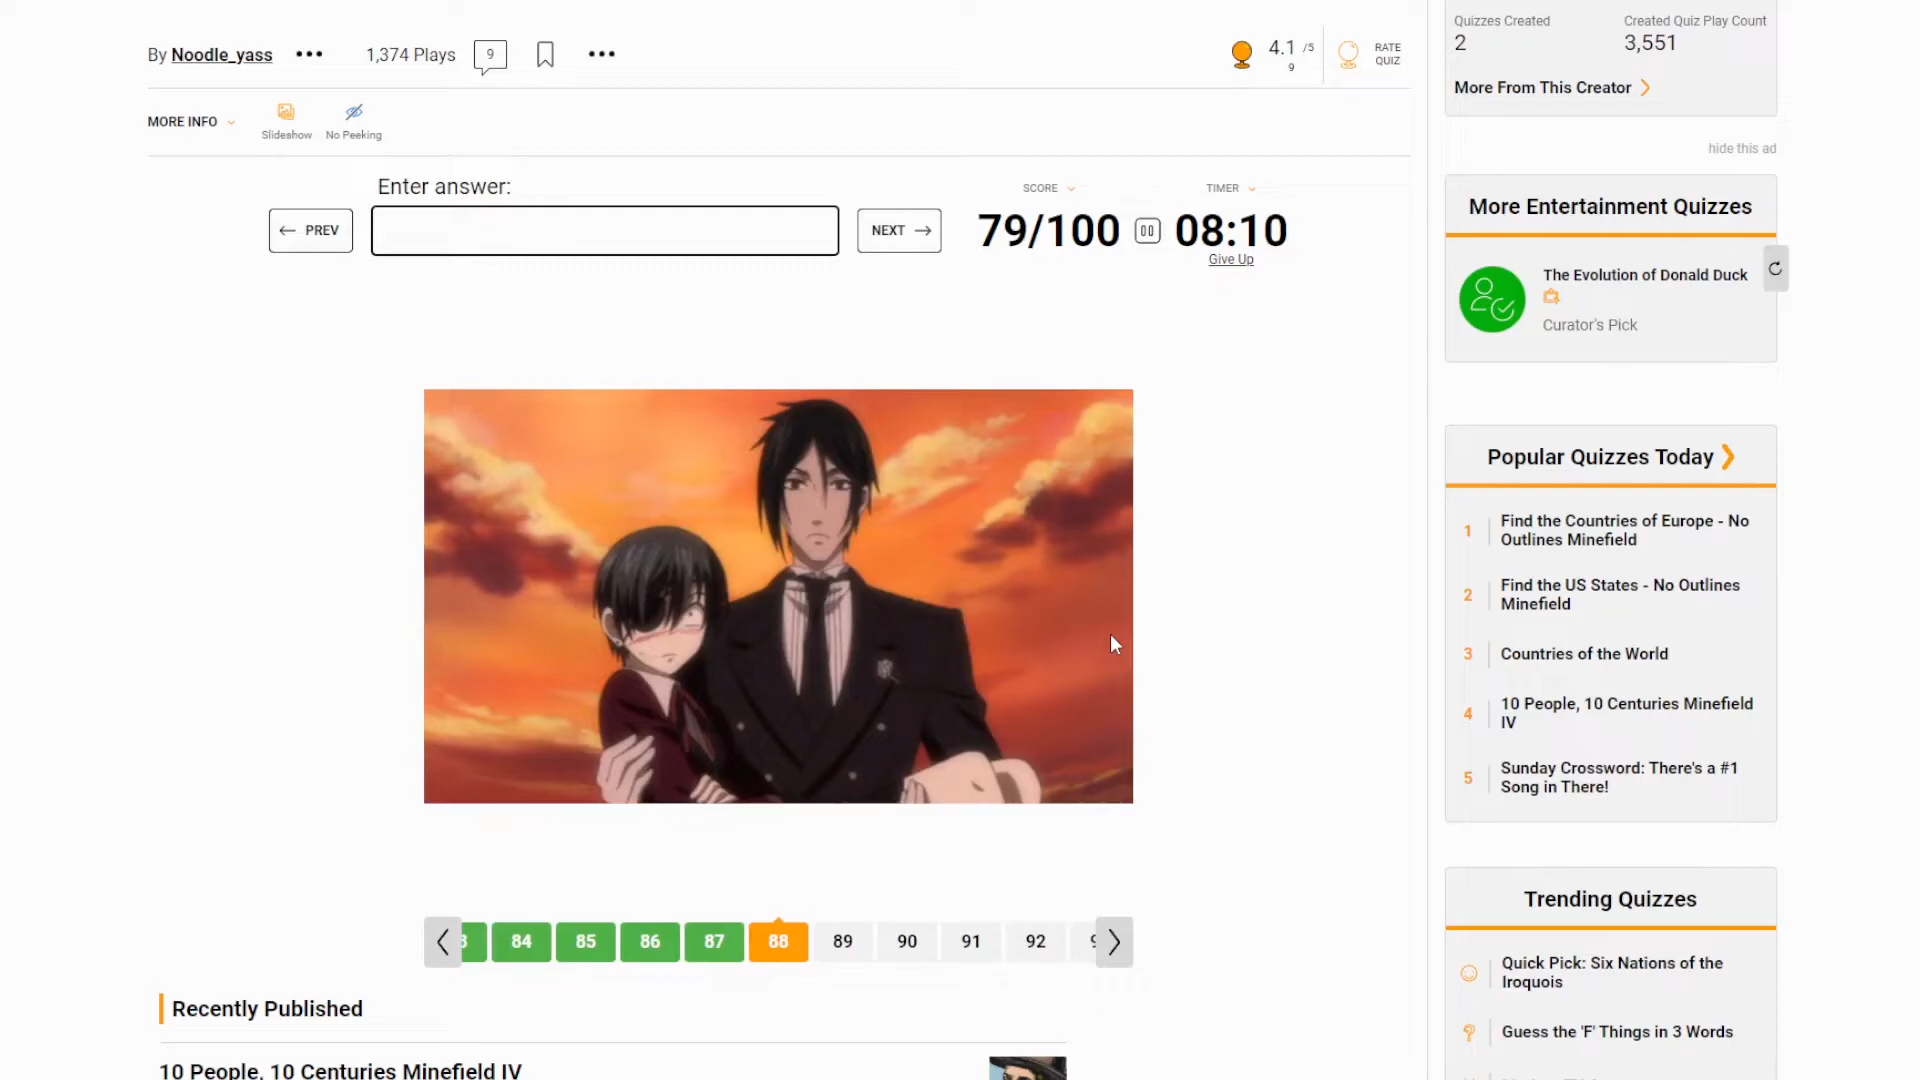 By Noodle_yass
1,374 Plays
9
4.1 /5
9
RATE
QUIZ
MORE INFO
Slideshow
No Peeking
Enter answer:
PREV
NEXT
SCORE
79/100
TIMER
08:10
Give Up
84
85
86
87
88
89
90
91
92
Recently Published
10 People, 10 Centuries Minefield IV
Quizzes Created
2
Created Quiz Play Count
3,551
More From This Creator
hide this ad
More Entertainment Quizzes
The Evolution of Donald Duck
Curator's Pick
Popular Quizzes Today
1
Find the Countries of Europe - No
Outlines Minefield
2
Find the US States - No Outlines
Minefield
3
Countries of the World
4
10 People, 10 Centuries Minefield
IV
5
Sunday Crossword: There's a #1
Song in There!
Trending Quizzes
Quick Pick: Six Nations of the
Iroquois
Guess the 'F' Things in 3 Words